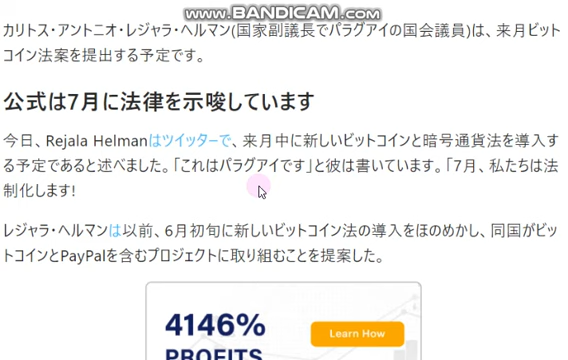 www.BANDICAM.com
カリトス・アントニオ・レジャラ・ヘルマン(国家副議長でパラグアイの国会議員)は、来月ビット
コイン法案を提出する予定です。
公式は7月に法律を示唆しています
今日、Rejala Helmanはツイッターで、来月中に新しいビットコインと暗号通貨法を導入す
る予定であると述べました。「これはパラグアイです」と彼は書いています。「7月、私たちは法
制化します!
レジャラ・ヘルマンは以前、6月初旬に新しいビットコイン法の導入をほのめかし、同国がビッ
トコインとPayPalを含むプロジェクトに取り組むことを提案した。
4146%
Learn How
PROFITS